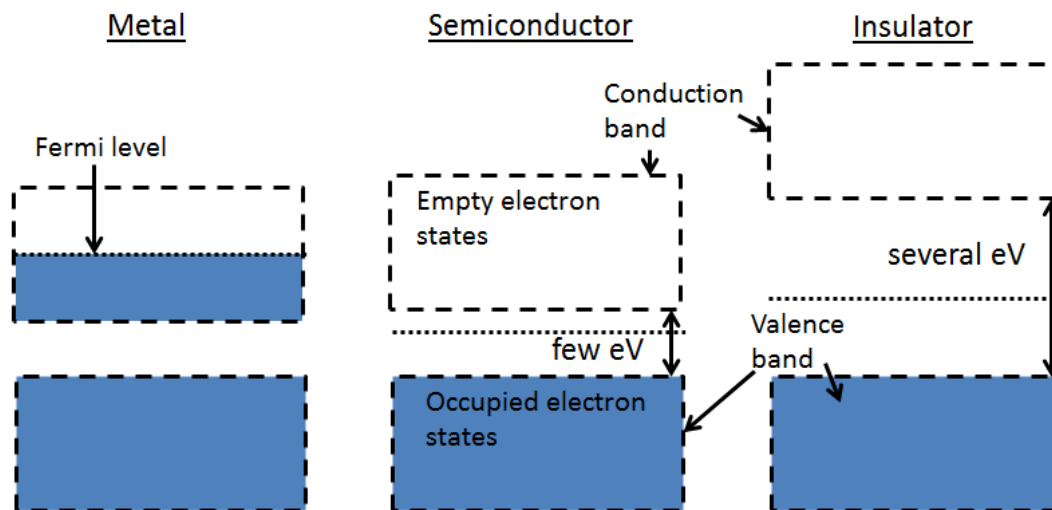 Metal
Semiconductor
Insulator
Conduction
band
Fermi level
Empty electron
states
several eV
Valence
band
few eV
Occupied electron
states